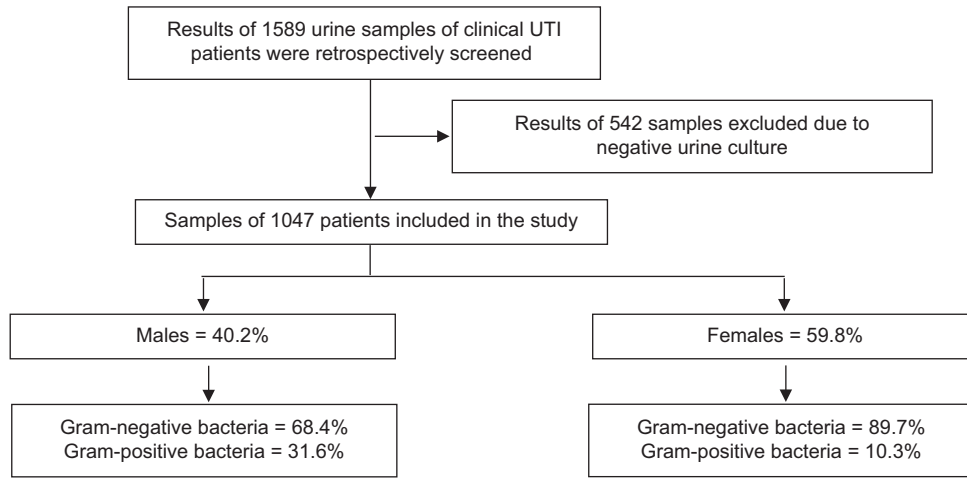 Results of 1589 urine samples of clinical UTI
patients were retrospectively screened
Results of 542 samples excluded due to
negative urine culture
Samples of 1047 patients included in the study
Males = 40.2%
Females = 59.8%
Gram-negative bacteria = 68.4%
Gram-positive bacteria = 31.6%
Gram-negative bacteria = 89.7%
Gram-positive bacteria = 10.3%